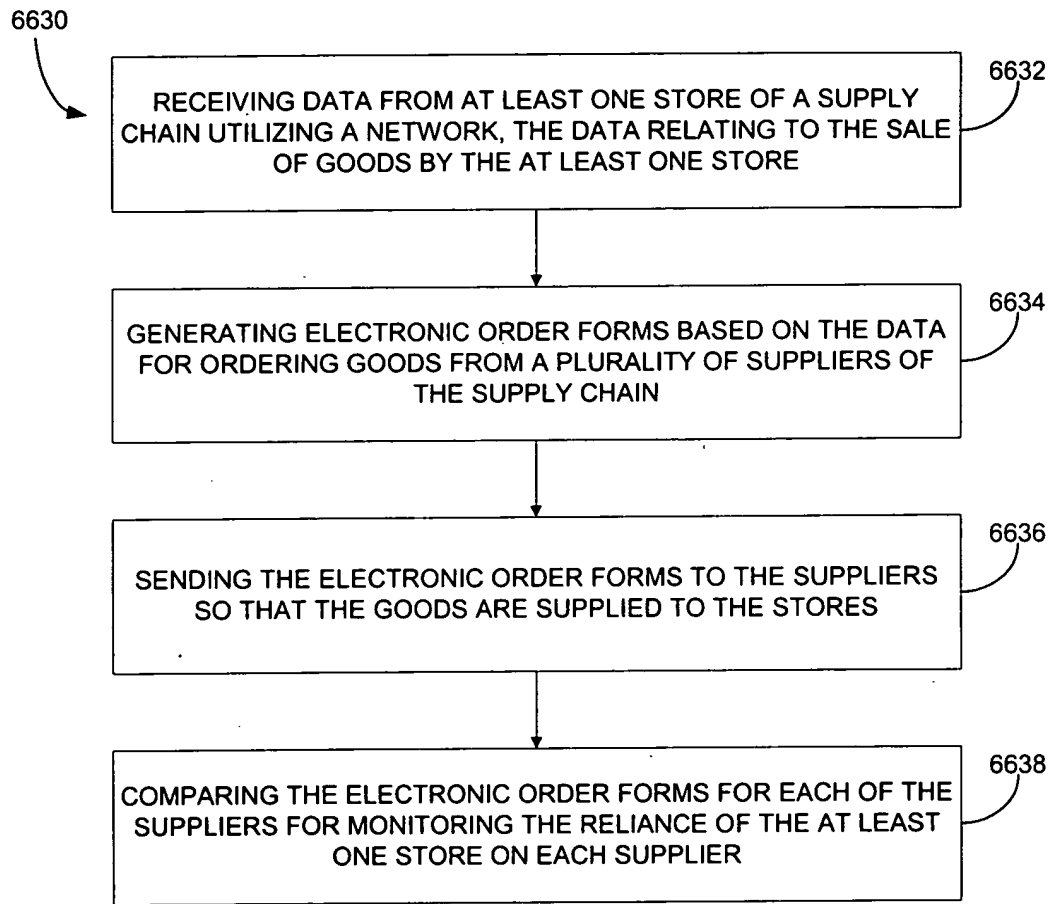 6630
6632
RECEIVING DATA FROM AT LEAST ONE STORE OF A SUPPLY
CHAIN UTILIZING A NETWORK, THE DATA RELATING TO THE SALE
OF GOODS BY THE AT LEAST ONE STORE
6634
GENERATING ELECTRONIC ORDER FORMS BASED ON THE DATA
FOR ORDERING GOODS FROM A PLURALITY OF SUPPLIERS OF
THE SUPPLY CHAIN
6636
SENDING THE ELECTRONIC ORDER FORMS TO THE SUPPLIERS
SO THAT THE GOODS ARE SUPPLIED TO THE STORES
6638
COMPARING THE ELECTRONIC ORDER FORMS FOR EACH OF THE
SUPPLIERS FOR MONITORING THE RELIANCE OF THE AT LEAST
ONE STORE ON EACH SUPPLIER